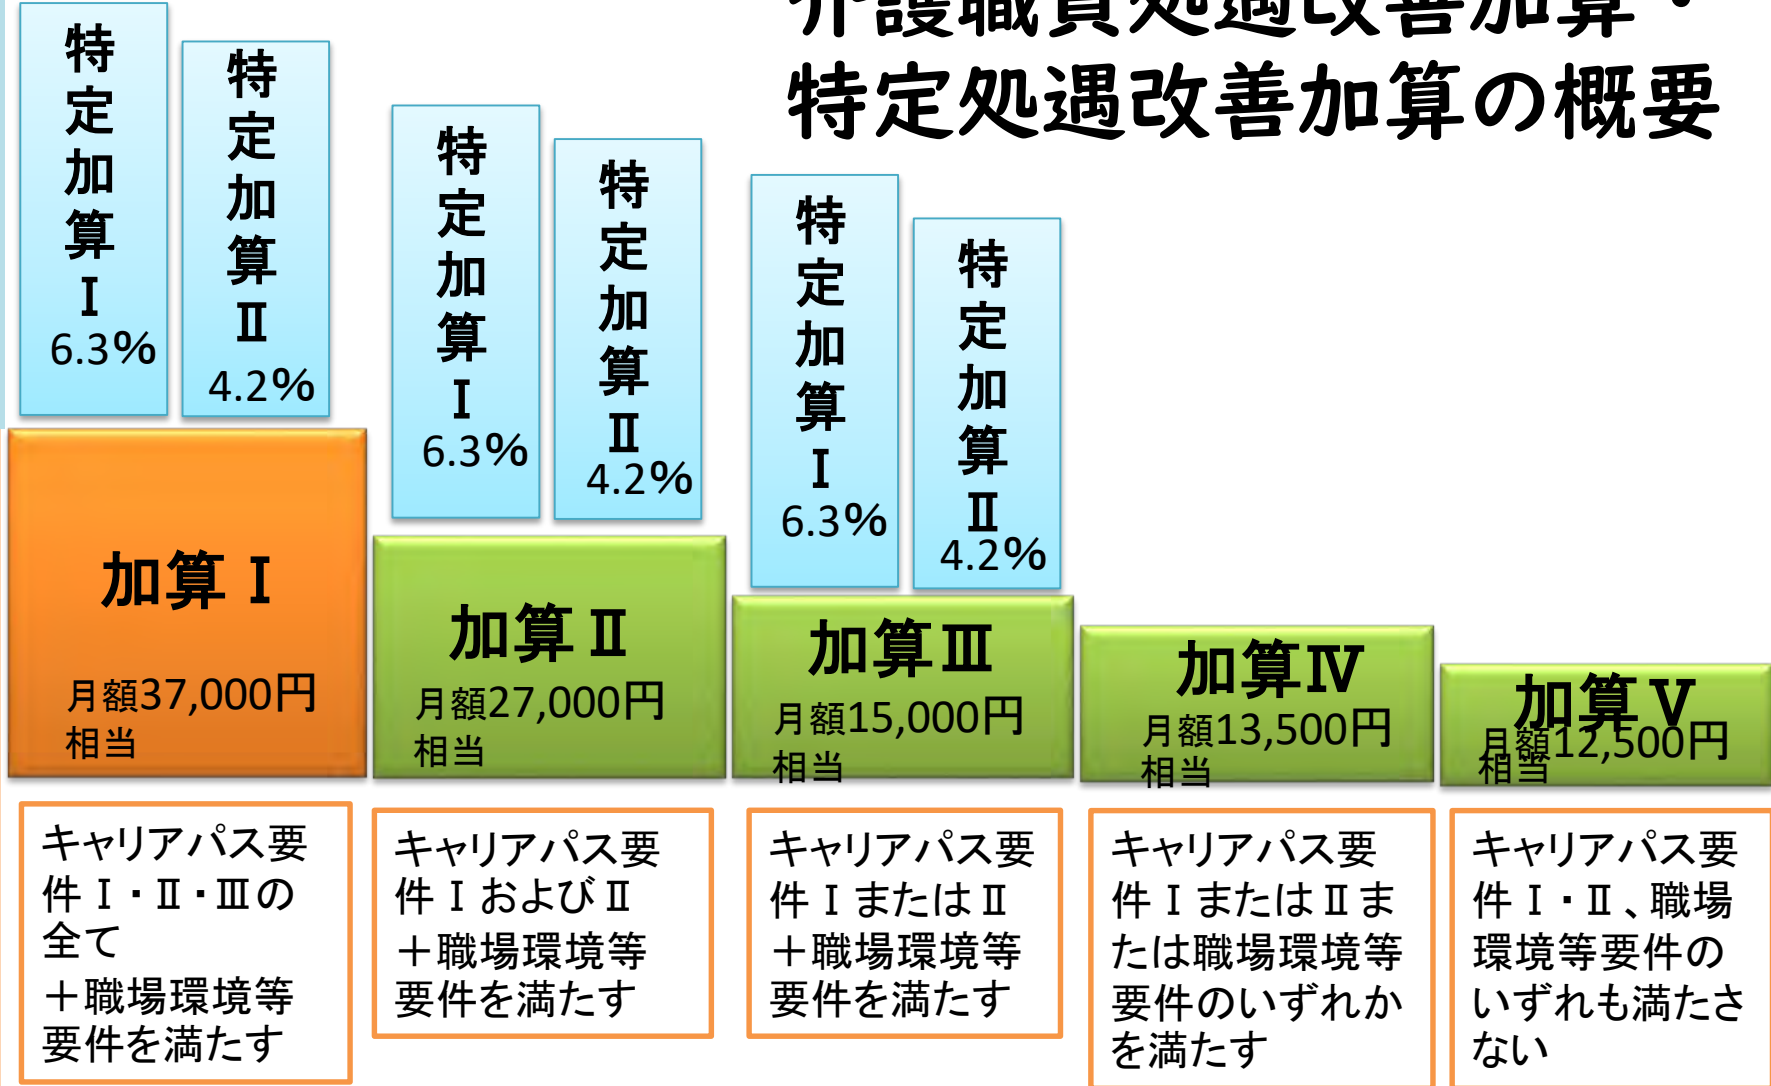 介護職員処遇改善加算・
特定処遇改善加算の概要
特定加算Ⅰ
6.3%
特定加算Ⅱ
4.2%
特定加算Ⅰ
6.3%
特定加算Ⅱ
4.2%
特定加算Ⅰ
6.3%
特定加算Ⅱ
4.2%
加算Ⅰ
月額37,000円
相当
加算Ⅱ
月額27,000円
相当
加算Ⅲ
月額15,000円
相当
加算Ⅳ
月額13,500円
相当
加算Ⅴ
月額12,500円
相当
キャリアパス要
件Ⅰ・Ⅱ・Ⅲの
全て
＋職場環境等
要件を満たす
キャリアパス要
件ⅠおよびⅡ
＋職場環境等
要件を満たす
キャリアパス要
件ⅠまたはⅡ
＋職場環境等
要件を満たす
キャリアパス要
件ⅠまたはⅡま
たは職場環境等
要件のいずれか
を満たす
キャリアパス要
件Ⅰ・Ⅱ、職場
環境等要件の
いずれも満たさ
ない